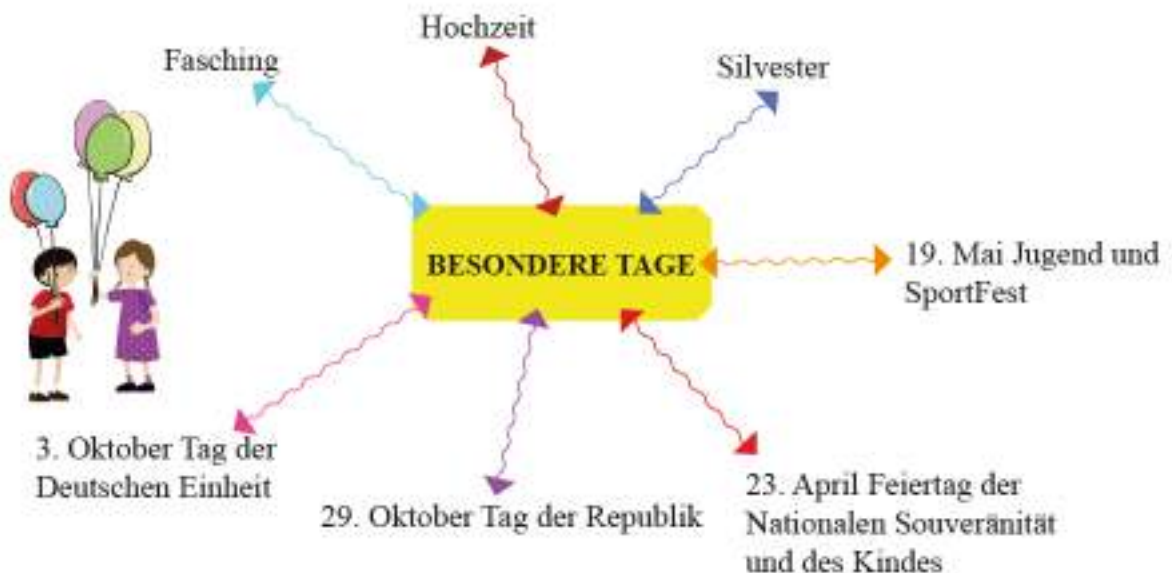 Hochzeit
Fasching
Silvester
BESONDERE TAGE
19. Mai Jugend und
SportFest
3. Oktober Tag der
Deutschen Einheit
29. Oktober Tag der Republik
23. April Feiertag der
Nationalen Souveränität
und des Kindes